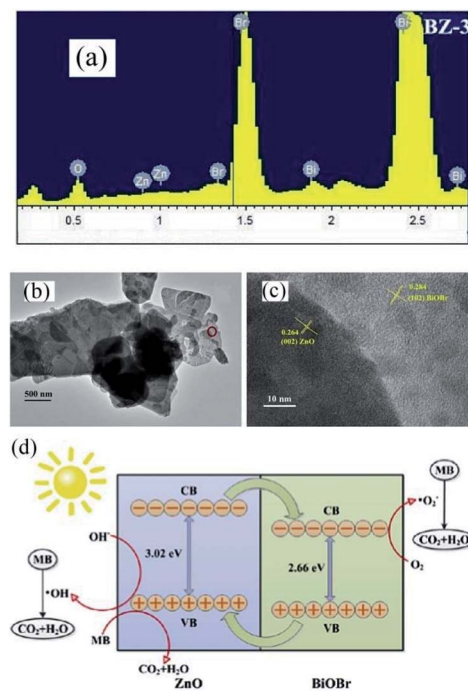 (a)
BZ-3
Br
Bi
O
Zn
Zn
Br
Bi
Bi
0.5
1
1.5
2
2.5
(b)
500 nm
(c)
0.284
(102) BiOBr
0.264
(002) ZnO
10 nm
(d)
CB
CB
MB
•O₂⁻
CO₂+H₂O
OH⁻
3.02 eV
2.66 eV
O₂
MB
•OH
CO₂+H₂O
VB
VB
MB
CO₂+H₂O
ZnO
BiOBr